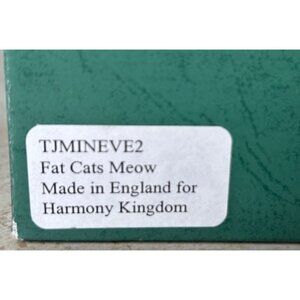 TJMINEVE2
Fat Cats Meow
Made in England for
Harmony Kingdom